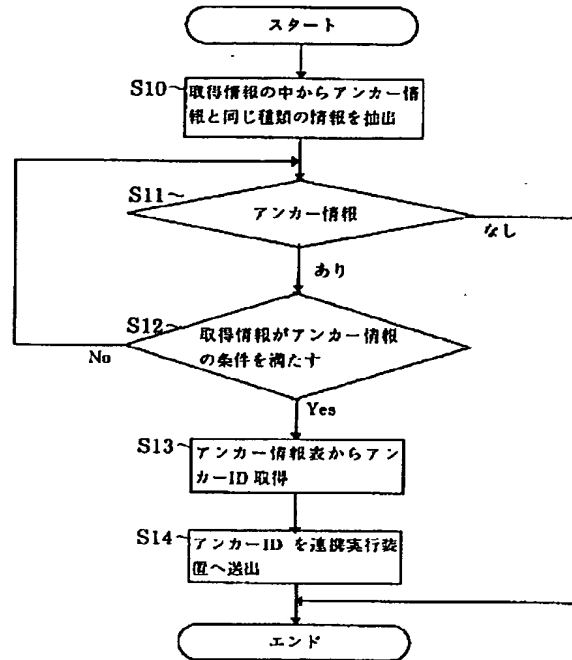 スタート
S10
取得情報の中からアンカー情
報と同じ種類の情報を抽出
S11
アンカー情報
なし
あり
S12
取得情報がアンカー情報
の条件を満たす
No
Yes
S13
アンカー情報表からアン
カーID取得
S14
アンカーID を連携実行装
置へ送出
エンド